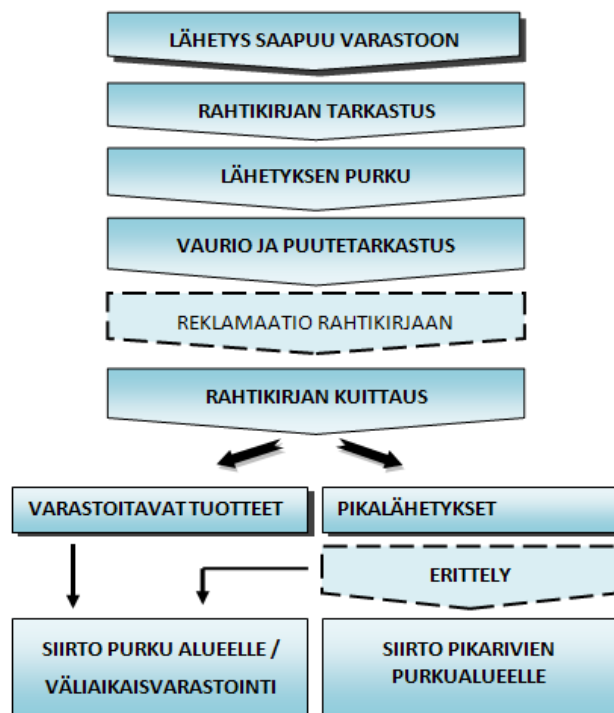 LÄHETYS SAAPUU VARASTOON
RAHTIKIRJAN TARKASTUS
LÄHETYKSEN PURKU
VAURIO JA PUUTETARKASTUS
REKLAMAATIO RAHTIKIRJAAN
RAHTIKIRJAN KUITTAUS
VARASTOITAVAT TUOTTEET
PIKALÄHETYKSET
ERITTELY
SIIRTO PURKU ALUEELLE /
VÄLIAIKAISVARASTOINTI
SIIRTO PIKARIVIEN
PURKUALUEELLE